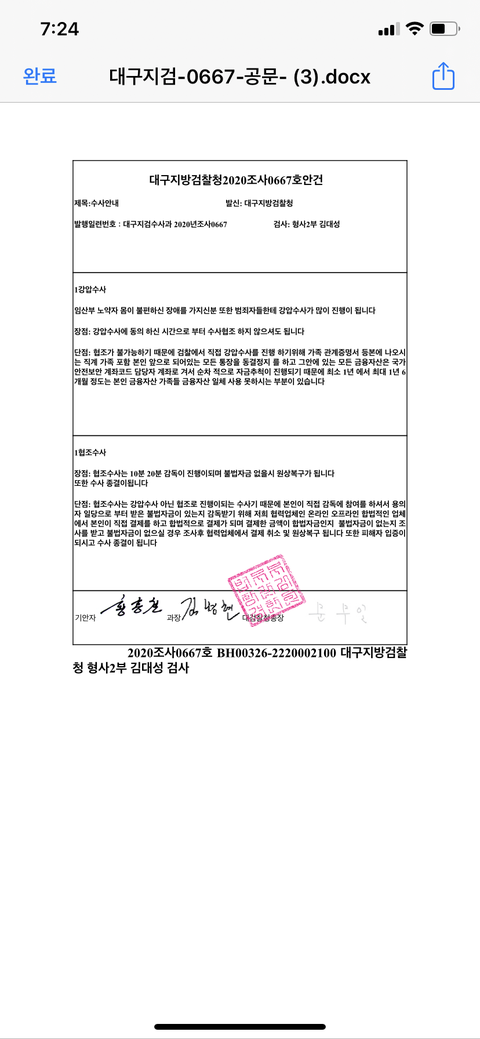 7:24
완료
대구지검-0667-공문- (3).docx
대구지방검찰청2020조사0667호안건
제목:수사안내 발신: 대구지방검찰청
발행일련번호 : 대구지검수사과 2020년조사0667 검사: 형사2부 김대성
1강압수사
임산부 노약자 몸이 불편하신 장애를 가지신분 또한 범죄자들한테 강압수사가 많이 진행이 됩니다
장점: 강압수사에 동의 하신 시간으로 부터 수사협조 하지 않으셔도 됩니다
단점: 협조가 불가능하기 때문에 검찰에서 직접 강압수사를 진행 하기위해 가족 관계증명서 등본에 나오시
는 직계 가족 포함 본인 앞으로 되어있는 모든 통장을 동결정지 를 하고 그안에 있는 모든 금융자산은 국가
안전보안 계좌코드 담당자 계좌로 겨서 순차 적으로 자금추척이 진행되기 때문에 최소 1년 에서 최대 1년 6
개월 정도는 본인 금융자산 가족들 금융자산 일체 사용 못하시는 부분이 있습니다
1협조수사
장점: 협조수사는 10분 20분 감독이 진행이되며 불법자금 없을시 원상복구가 됩니다
또한 수사 종결이됩니다
단점: 협조수사는 강압수사 아닌 협조로 진행이되는 수사기 때문에 본인이 직접 감독에 참여를 하셔서 용의
자 일당으로 부터 받은 불법자금이 있는지 감독받기 위해 저희 협력업체인 온라인 오프라인 합법적인 업체
에서 본인이 직접 결제를 하고 합법적으로 결제가 되며 결제한 금액이 합법자금인지 불법자금이 없는지 조
사를 받고 불법자금이 없으실 경우 조사후 협력업체에서 결제 취소 및 원상복구 됩니다 또한 피해자 입증이
되시고 수사 종결이 됩니다
기안자 과장 대검찰청총장 문 무 일
2020조사0667호 BH00326-2220002100 대구지방검찰
청 형사2부 김대성 검사